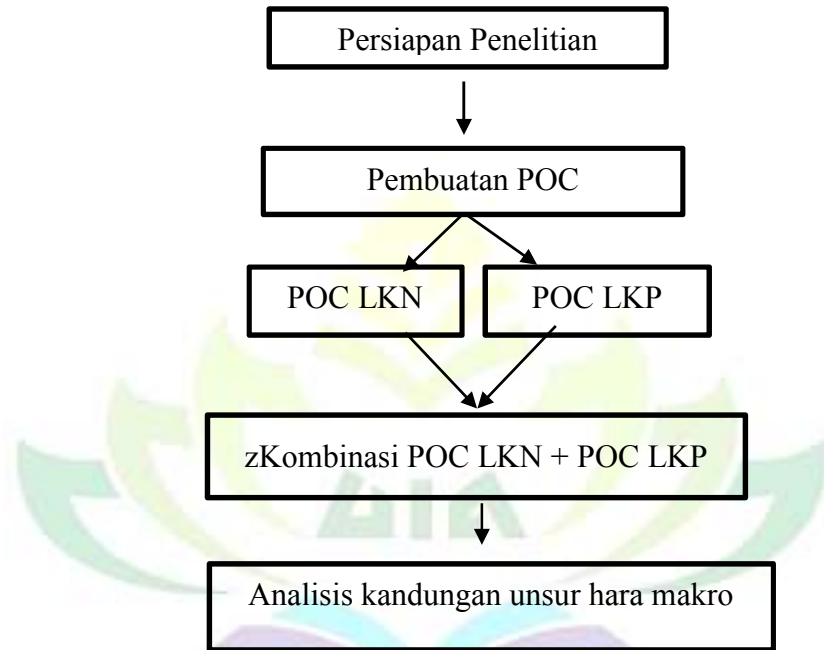 Persiapan Penelitian
Pembuatan POC
POC LKN
POC LKP
zKombinasi POC LKN + POC LKP
Analisis kandungan unsur hara makro